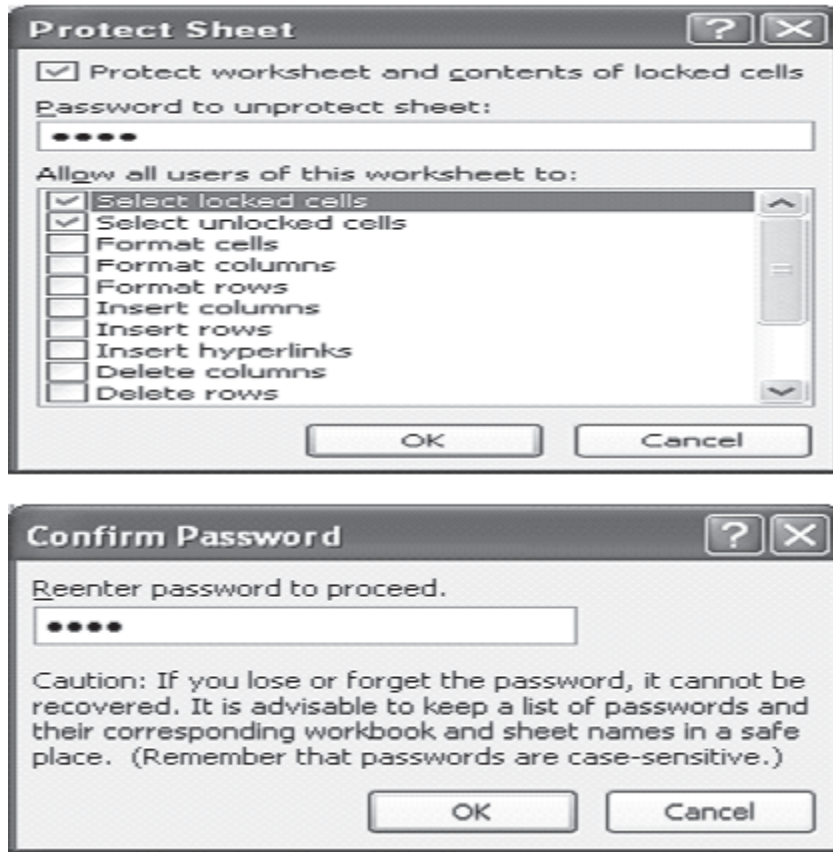 Protect Sheet
Protect worksheet and contents of locked cells
Password to unprotect sheet:
••••
Allow all users of this worksheet to:
Select locked cells
Select unlocked cells
Format cells
Format columns
Format rows
Insert columns
Insert rows
Insert hyperlinks
Delete columns
Delete rows
OK Cancel
Confirm Password
Reenter password to proceed.
••••
Caution: If you lose or forget the password, it cannot be
recovered. It is advisable to keep a list of passwords and
their corresponding workbook and sheet names in a safe
place. (Remember that passwords are case-sensitive.)
OK Cancel